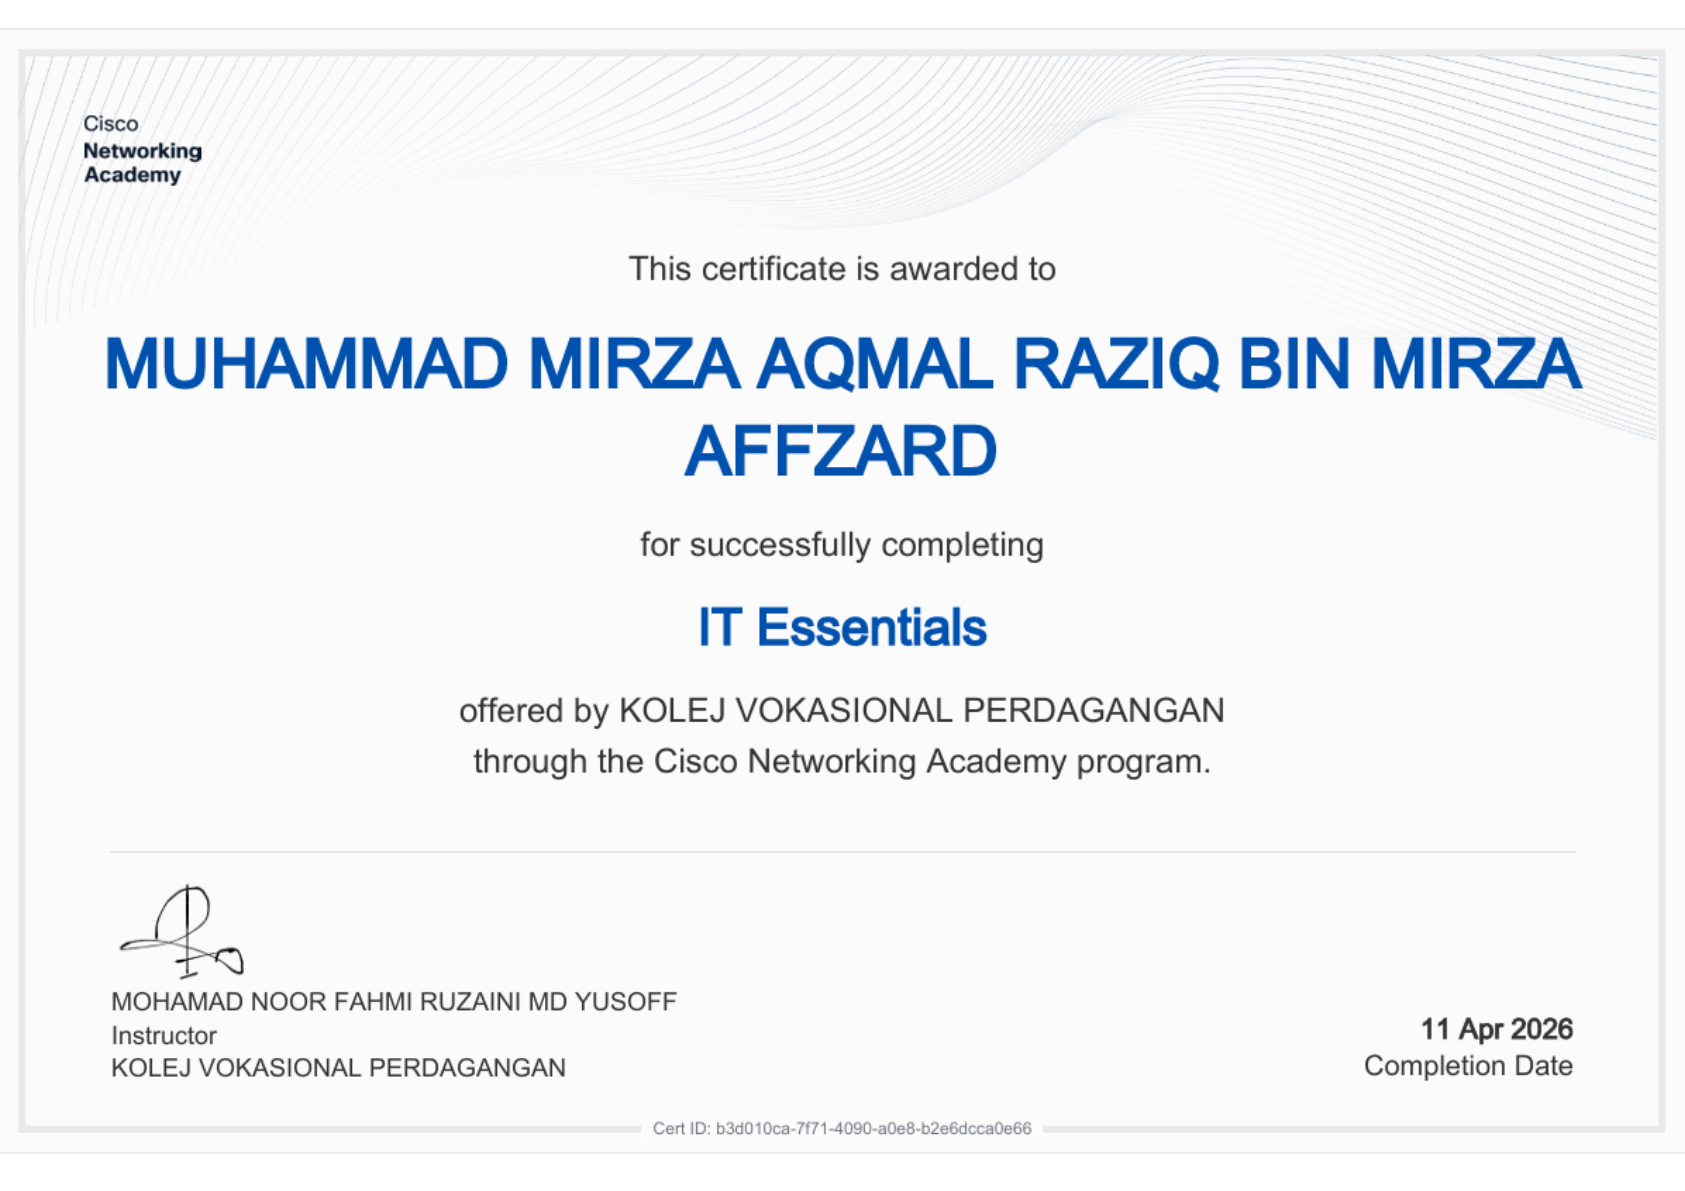 Cisco
Networking
Academy
This certificate is awarded to
MUHAMMAD MIRZA AQMAL RAZIQ BIN MIRZA
AFFZARD
for successfully completing
IT Essentials
offered by KOLEJ VOKASIONAL PERDAGANGAN
through the Cisco Networking Academy program.
MOHAMAD NOOR FAHMI RUZAINI MD YUSOFF
Instructor
KOLEJ VOKASIONAL PERDAGANGAN
11 Apr 2026
Completion Date
Cert ID: b3d010ca-7f71-4090-a0e8-b2e6dcca0e66